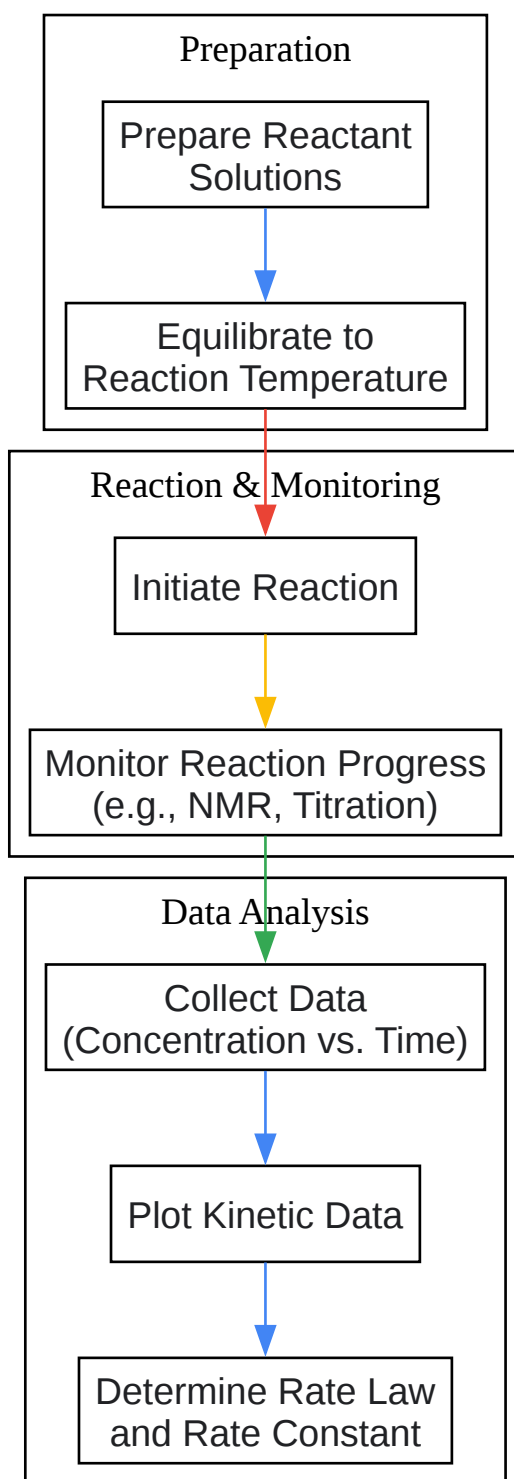 Preparation
Prepare Reactant
Solutions
Equilibrate to
Reaction Temperature
Reaction & Monitoring
Initiate Reaction
Monitor Reaction Progress
(e.g., NMR, Titration)
Data Analysis
Collect Data
(Concentration vs. Time)
Plot Kinetic Data
Determine Rate Law
and Rate Constant